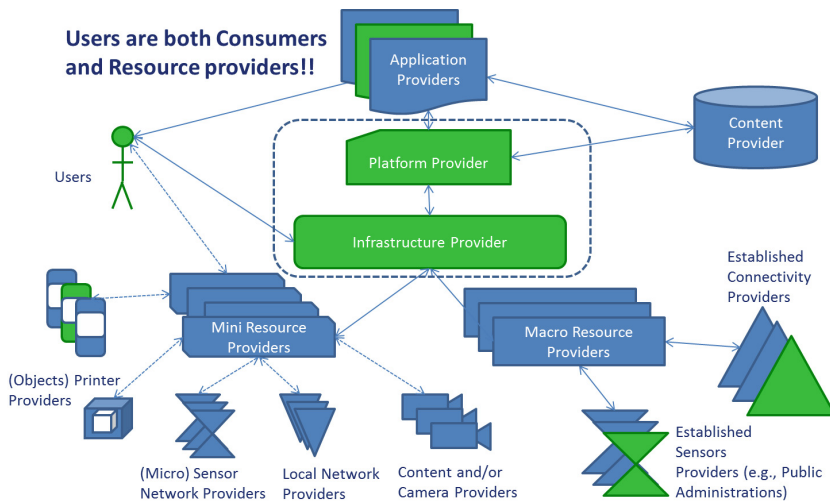 Users are both Consumers
and Resource providers!!
Application
Providers
Content
Provider
Platform Provider
Users
Infrastructure Provider
Established
Connectivity
Providers
Mini Resource
Providers
Macro Resource
Providers
(Objects) Printer
Providers
(Micro) Sensor
Network Providers
Local Network
Providers
Content and/or
Camera Providers
Established
Sensors
Providers (e.g., Public
Administrations)